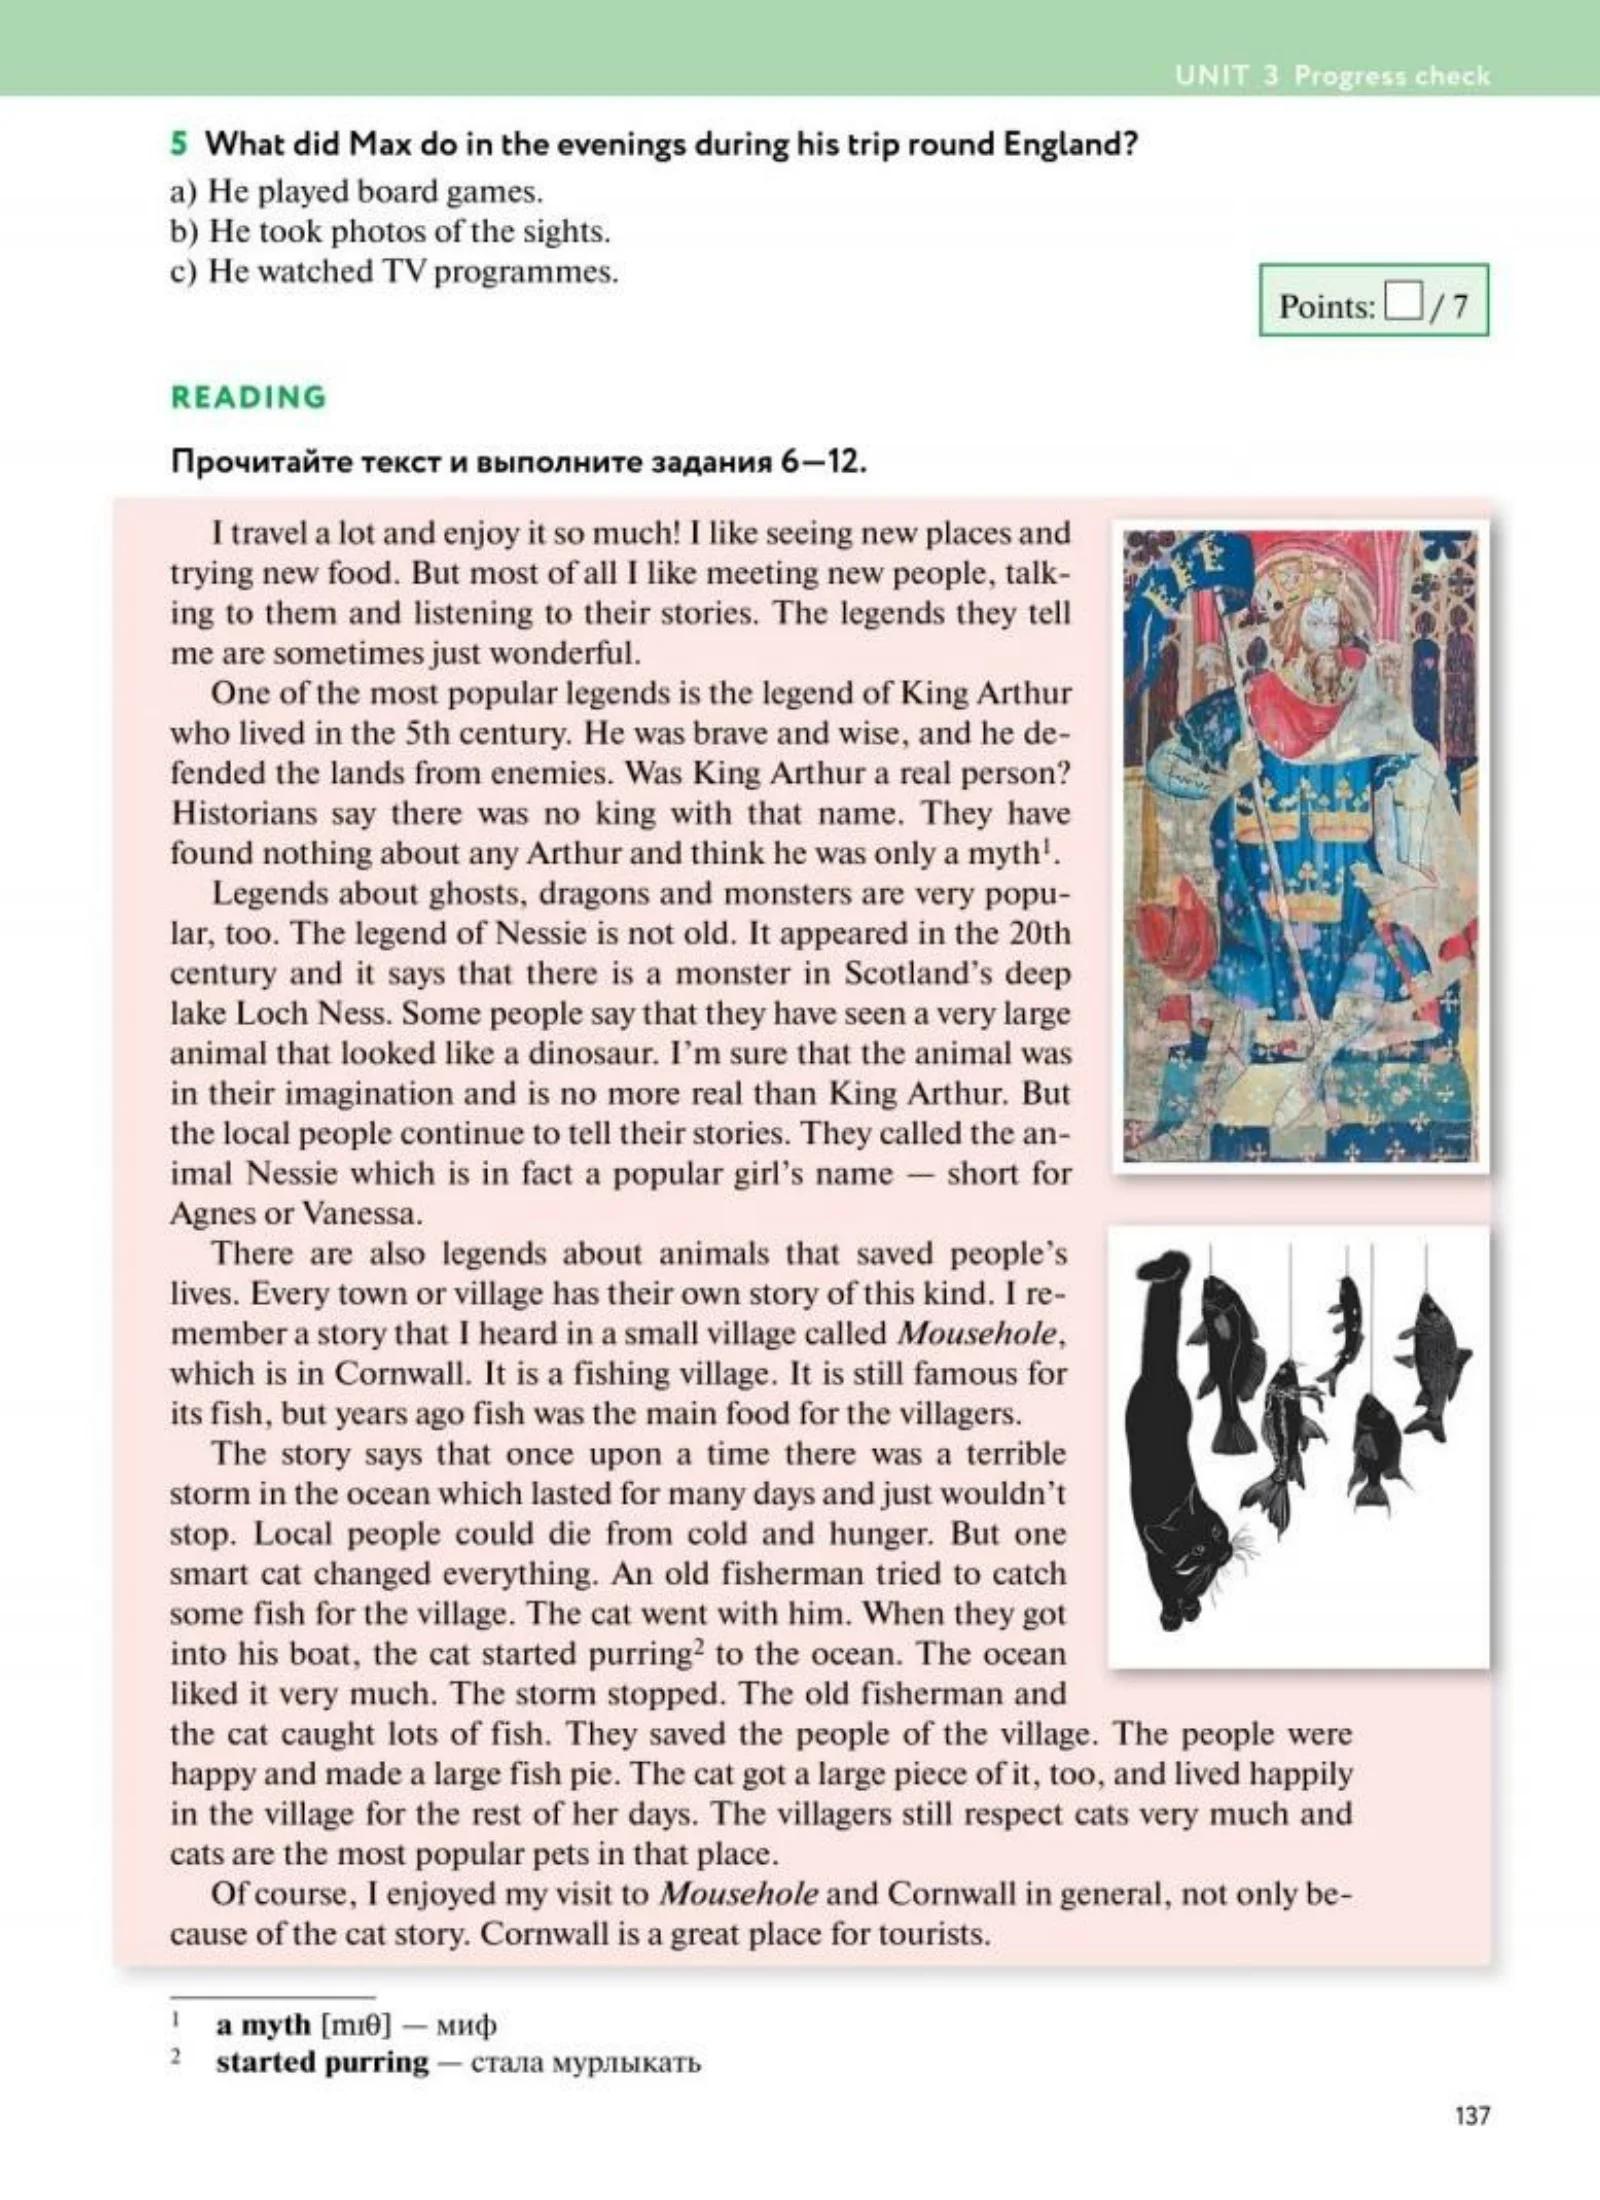 UNIT 3 Progress check
5 What did Max do in the evenings during his trip round England?
a) He played board games.
b) He took photos of the sights.
c) He watched TV programmes.
Points: / 7
READING
Прочитайте текст и выполните задания 6—12.
I travel a lot and enjoy it so much! I like seeing new places and
trying new food. But most of all I like meeting new people, talk-
ing to them and listening to their stories. The legends they tell
me are sometimes just wonderful.
One of the most popular legends is the legend of King Arthur
who lived in the 5th century. He was brave and wise, and he de-
fended the lands from enemies. Was King Arthur a real person?
Historians say there was no king with that name. They have
found nothing about any Arthur and think he was only a myth¹.
Legends about ghosts, dragons and monsters are very popu-
lar, too. The legend of Nessie is not old. It appeared in the 20th
century and it says that there is a monster in Scotland's deep
lake Loch Ness. Some people say that they have seen a very large
animal that looked like a dinosaur. I'm sure that the animal was
in their imagination and is no more real than King Arthur. But
the local people continue to tell their stories. They called the an-
imal Nessie which is in fact a popular girl's name — short for
Agnes or Vanessa.
There are also legends about animals that saved people's
lives. Every town or village has their own story of this kind. I re-
member a story that I heard in a small village called Mousehole,
which is in Cornwall. It is a fishing village. It is still famous for
its fish, but years ago fish was the main food for the villagers.
The story says that once upon a time there was a terrible
storm in the ocean which lasted for many days and just wouldn't
stop. Local people could die from cold and hunger. But one
smart cat changed everything. An old fisherman tried to catch
some fish for the village. The cat went with him. When they got
into his boat, the cat started purring² to the ocean. The ocean
liked it very much. The storm stopped. The old fisherman and
the cat caught lots of fish. They saved the people of the village. The people were
happy and made a large fish pie. The cat got a large piece of it, too, and lived happily
in the village for the rest of her days. The villagers still respect cats very much and
cats are the most popular pets in that place.
Of course, I enjoyed my visit to Mousehole and Cornwall in general, not only be-
cause of the cat story. Cornwall is a great place for tourists.
¹ a myth [mɪθ] — миф
² started purring — стала мурлыкать
137